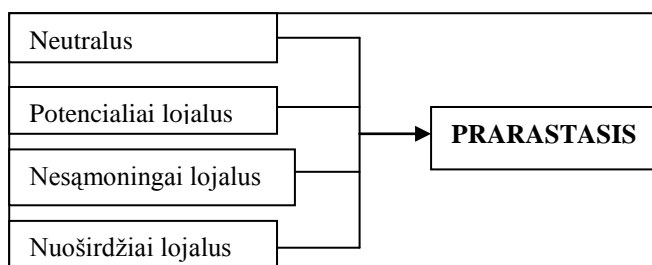 Neutralus
Potencialiai lojalus
PRARASTASIS
Nesąmoningai lojalus
Nuoširdžiai lojalus